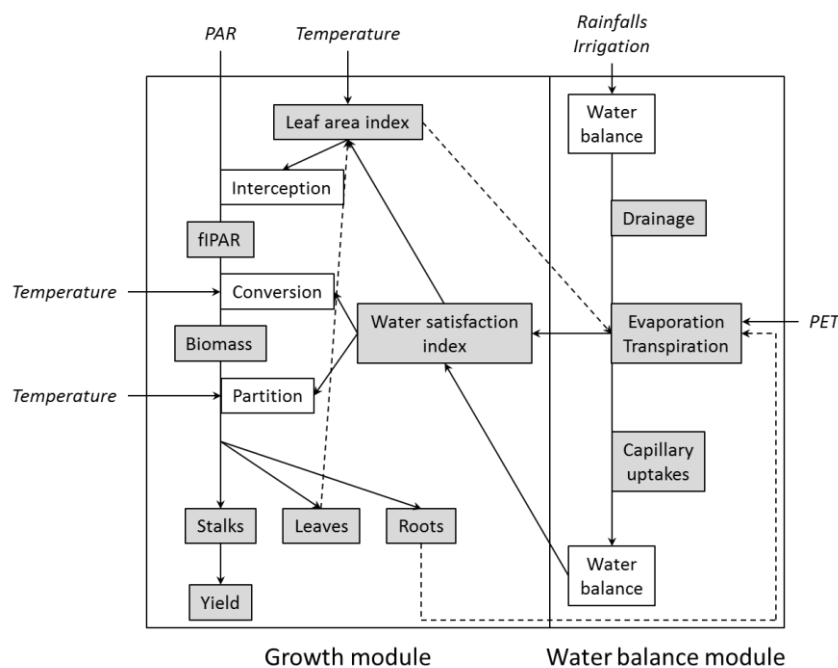 PAR
Temperature
Rainfalls
Irrigation
Leaf area index
Water
balance
Interception
Drainage
fIPAR
Temperature
Conversion
Water satisfaction
index
Evaporation
Transpiration
PET
Biomass
Temperature
Partition
Capillary
uptakes
Stalks
Leaves
Roots
Water
balance
Yield
Growth module
Water balance module